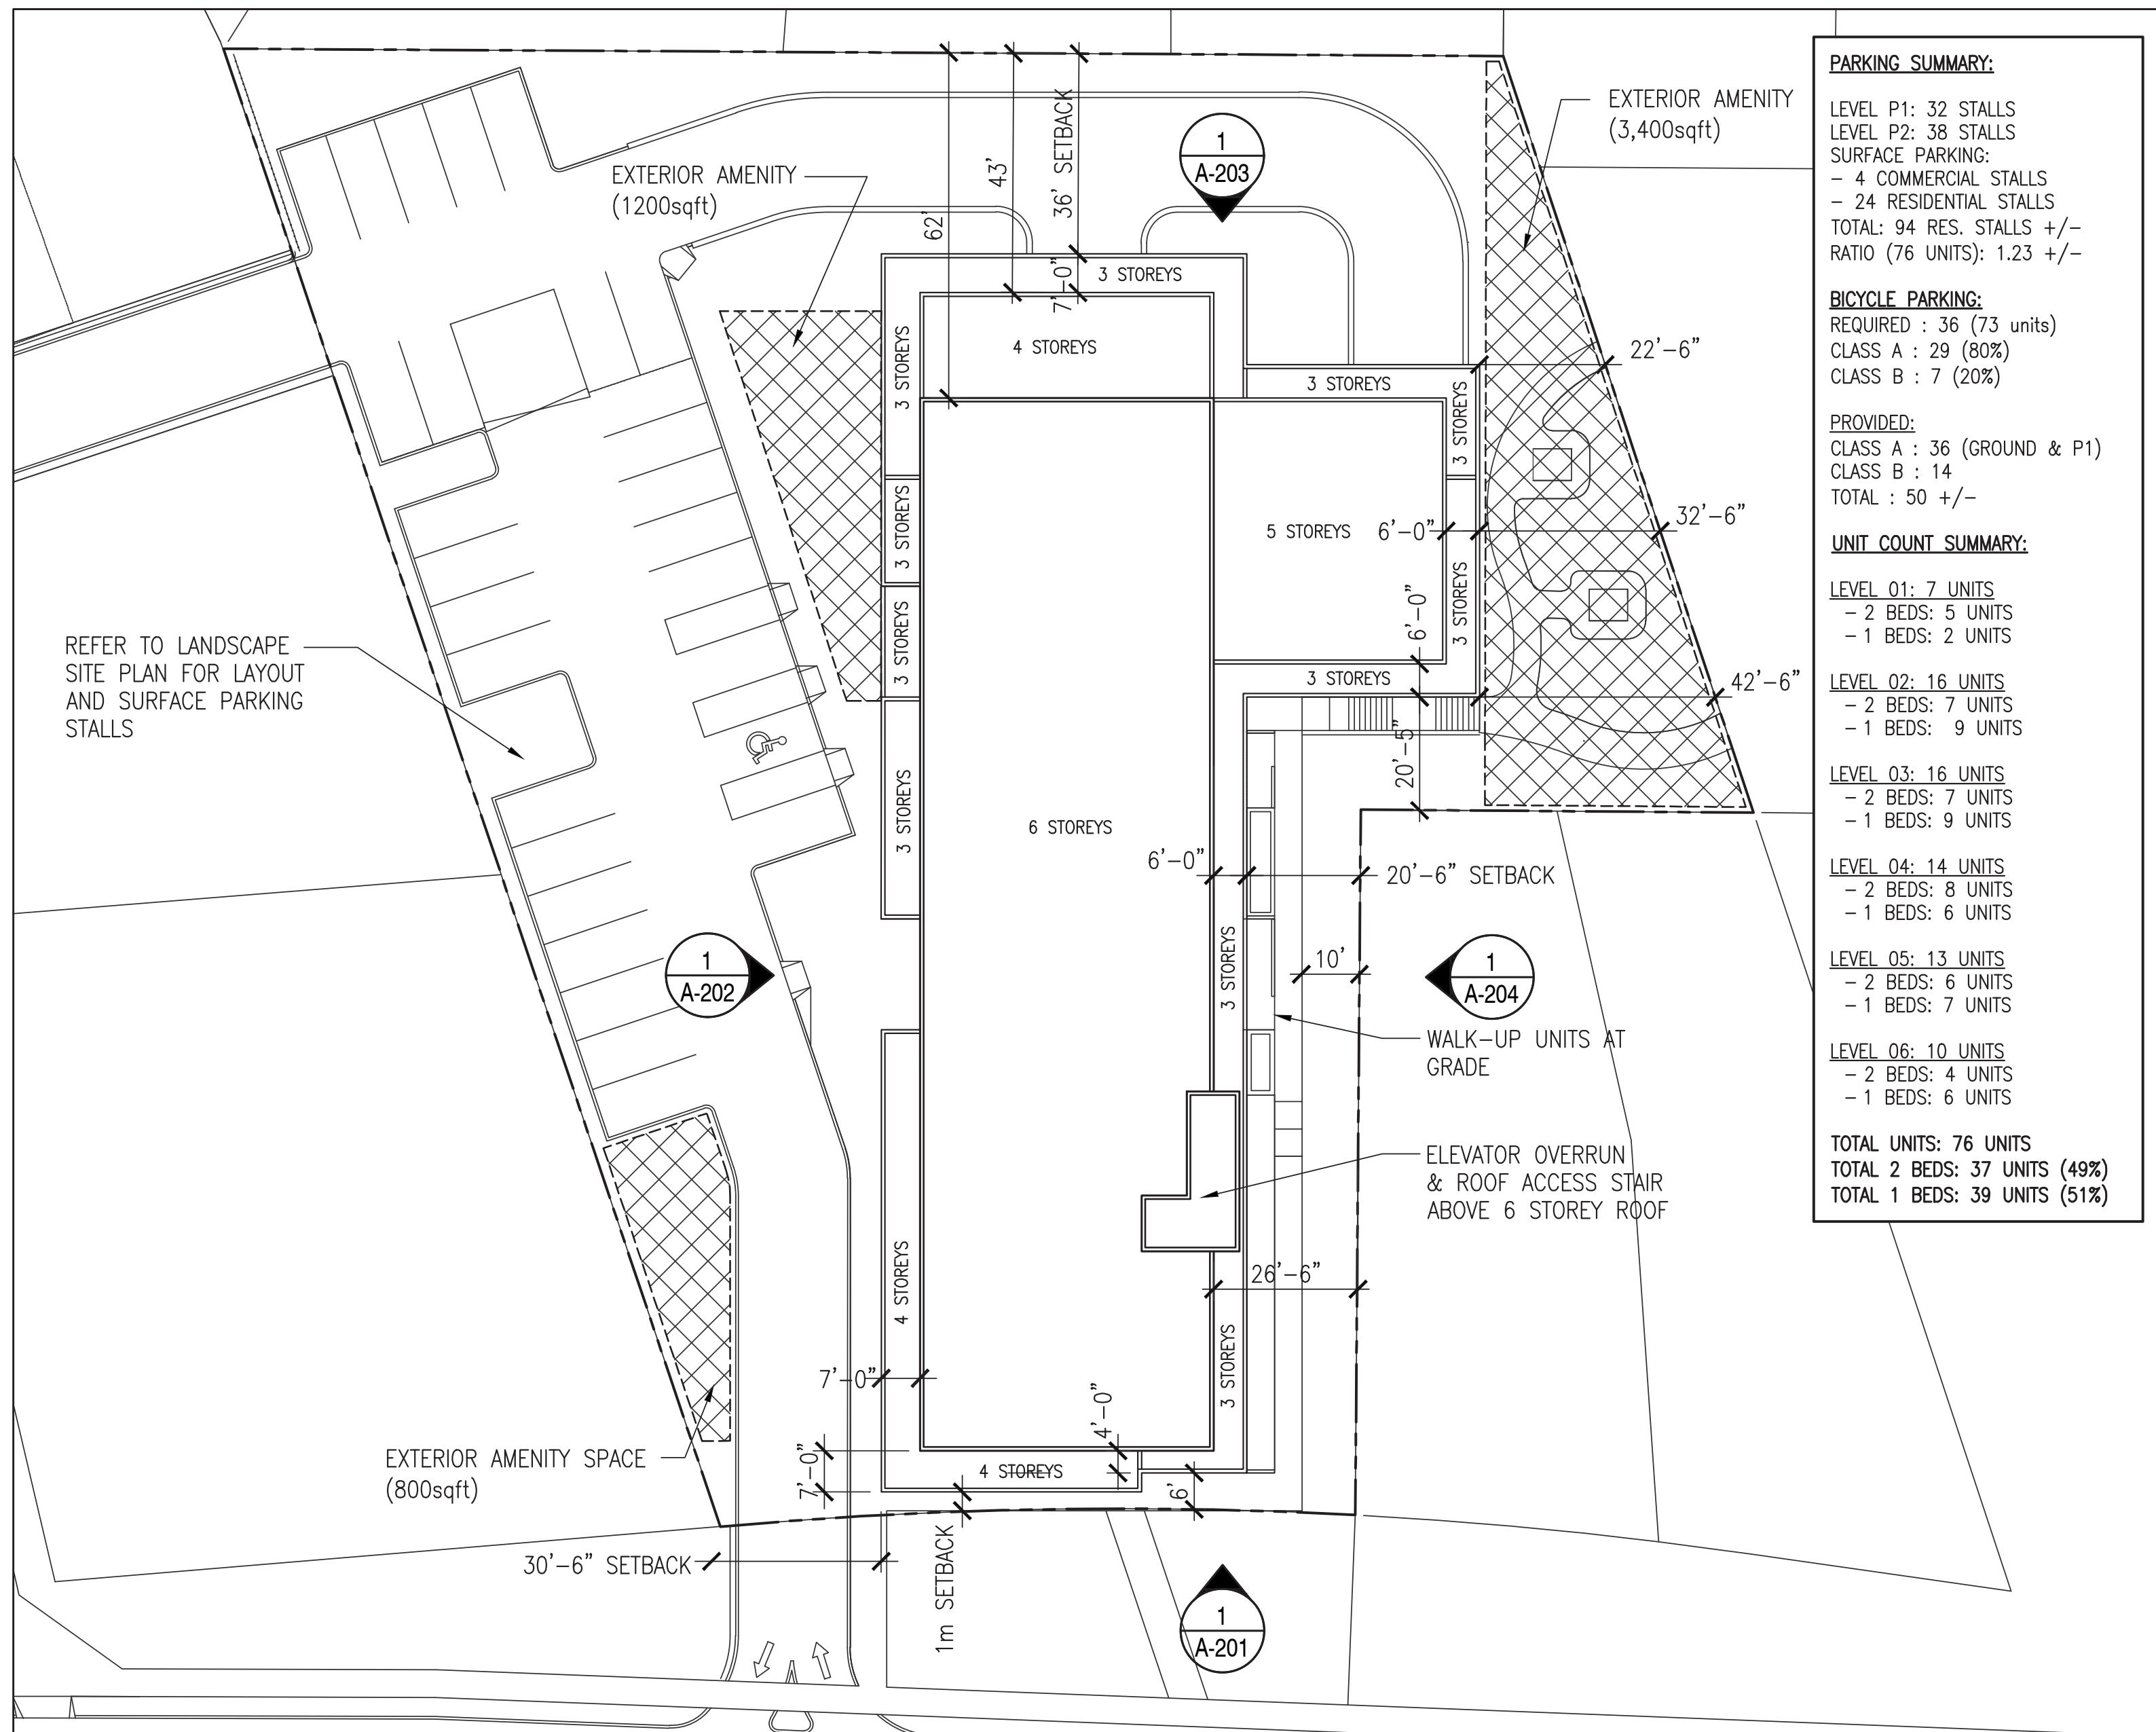 EXTERIOR AMENITY
(1200sqft)
62'
43'
36' SETBACK
7'-0"
1
A-203
EXTERIOR AMENITY
(3,400sqft)
3 STOREYS
4 STOREYS
3 STOREYS
3 STOREYS
3 STOREYS
22'-6"
3 STOREYS
5 STOREYS
6'-0"
32'-6"
3 STOREYS
3 STOREYS
6'-0"
3 STOREYS
42'-6"
20'-5"
REFER TO LANDSCAPE
SITE PLAN FOR LAYOUT
AND SURFACE PARKING
STALLS
3 STOREYS
6 STOREYS
6'-0"
20'-6" SETBACK
3 STOREYS
10'
1
A-202
1
A-204
WALK-UP UNITS AT
GRADE
ELEVATOR OVERRUN
& ROOF ACCESS STAIR
ABOVE 6 STOREY ROOF
26'-6"
4 STOREYS
3 STOREYS
7'-0"
4'-0"
EXTERIOR AMENITY SPACE
(800sqft)
7'-0"
4 STOREYS
6'
30'-6" SETBACK
1m SETBACK
1
A-201
PARKING SUMMARY:
LEVEL P1: 32 STALLS
LEVEL P2: 38 STALLS
SURFACE PARKING:
- 4 COMMERCIAL STALLS
- 24 RESIDENTIAL STALLS
TOTAL: 94 RES. STALLS +/-
RATIO (76 UNITS): 1.23 +/-
BICYCLE PARKING:
REQUIRED : 36 (73 units)
CLASS A : 29 (80%)
CLASS B : 7 (20%)
PROVIDED:
CLASS A : 36 (GROUND & P1)
CLASS B : 14
TOTAL : 50 +/-
UNIT COUNT SUMMARY:
LEVEL 01: 7 UNITS
- 2 BEDS: 5 UNITS
- 1 BEDS: 2 UNITS
LEVEL 02: 16 UNITS
- 2 BEDS: 7 UNITS
- 1 BEDS: 9 UNITS
LEVEL 03: 16 UNITS
- 2 BEDS: 7 UNITS
- 1 BEDS: 9 UNITS
LEVEL 04: 14 UNITS
- 2 BEDS: 8 UNITS
- 1 BEDS: 6 UNITS
LEVEL 05: 13 UNITS
- 2 BEDS: 6 UNITS
- 1 BEDS: 7 UNITS
LEVEL 06: 10 UNITS
- 2 BEDS: 4 UNITS
- 1 BEDS: 6 UNITS
TOTAL UNITS: 76 UNITS
TOTAL 2 BEDS: 37 UNITS (49%)
TOTAL 1 BEDS: 39 UNITS (51%)